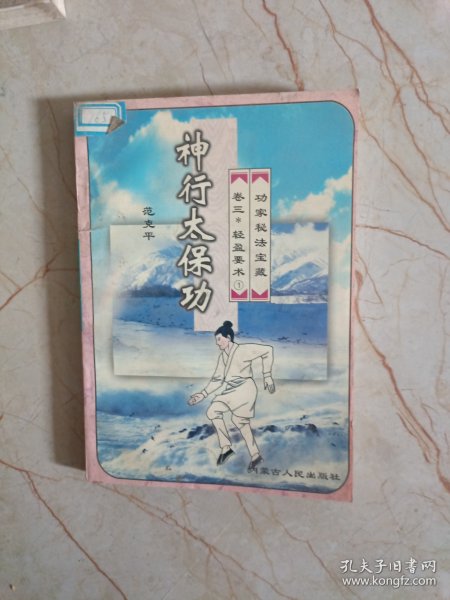 神行太保功
范克平
功家秘法宝藏
卷三*轻盈要术①
内蒙古人民出版社
孔夫子旧书网
www.kongfz.com